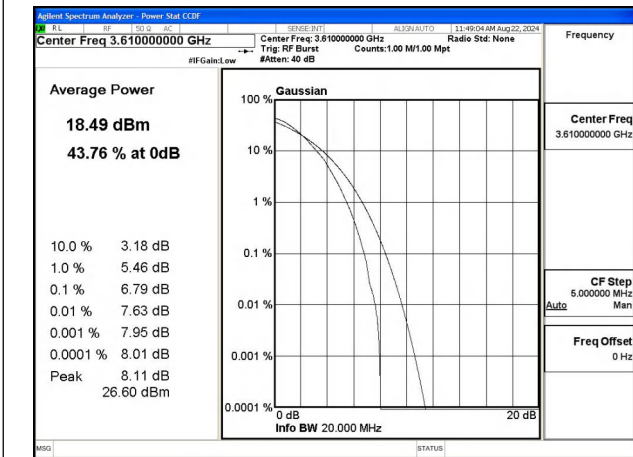 Agilent Spectrum Analyzer - Power Stat CCDF
RL RF 50 Ω AC SENSE:INT ALIGN AUTO 11:49:04 AM Aug 22, 2024
Center Freq 3.610000000 GHz
Center Freq: 3.610000000 GHz Radio Std: None
Trig: RF Burst Counts:1.00 M/1.00 Mpt
#IFGain:Low #Atten: 40 dB
Frequency
Average Power
18.49 dBm
43.76 % at 0dB
10.0 % 3.18 dB
1.0 % 5.46 dB
0.1 % 6.79 dB
0.01 % 7.63 dB
0.001 % 7.95 dB
0.0001 % 8.01 dB
Peak 8.11 dB
26.60 dBm
Gaussian
100 %
10 %
1 %
0.1 %
0.01 %
0.001 %
0.0001 %
0 dB 20 dB
Info BW 20.000 MHz
Center Freq
3.610000000 GHz
CF Step
5.000000 MHz
Auto Man
Freq Offset
0 Hz
MSG STATUS